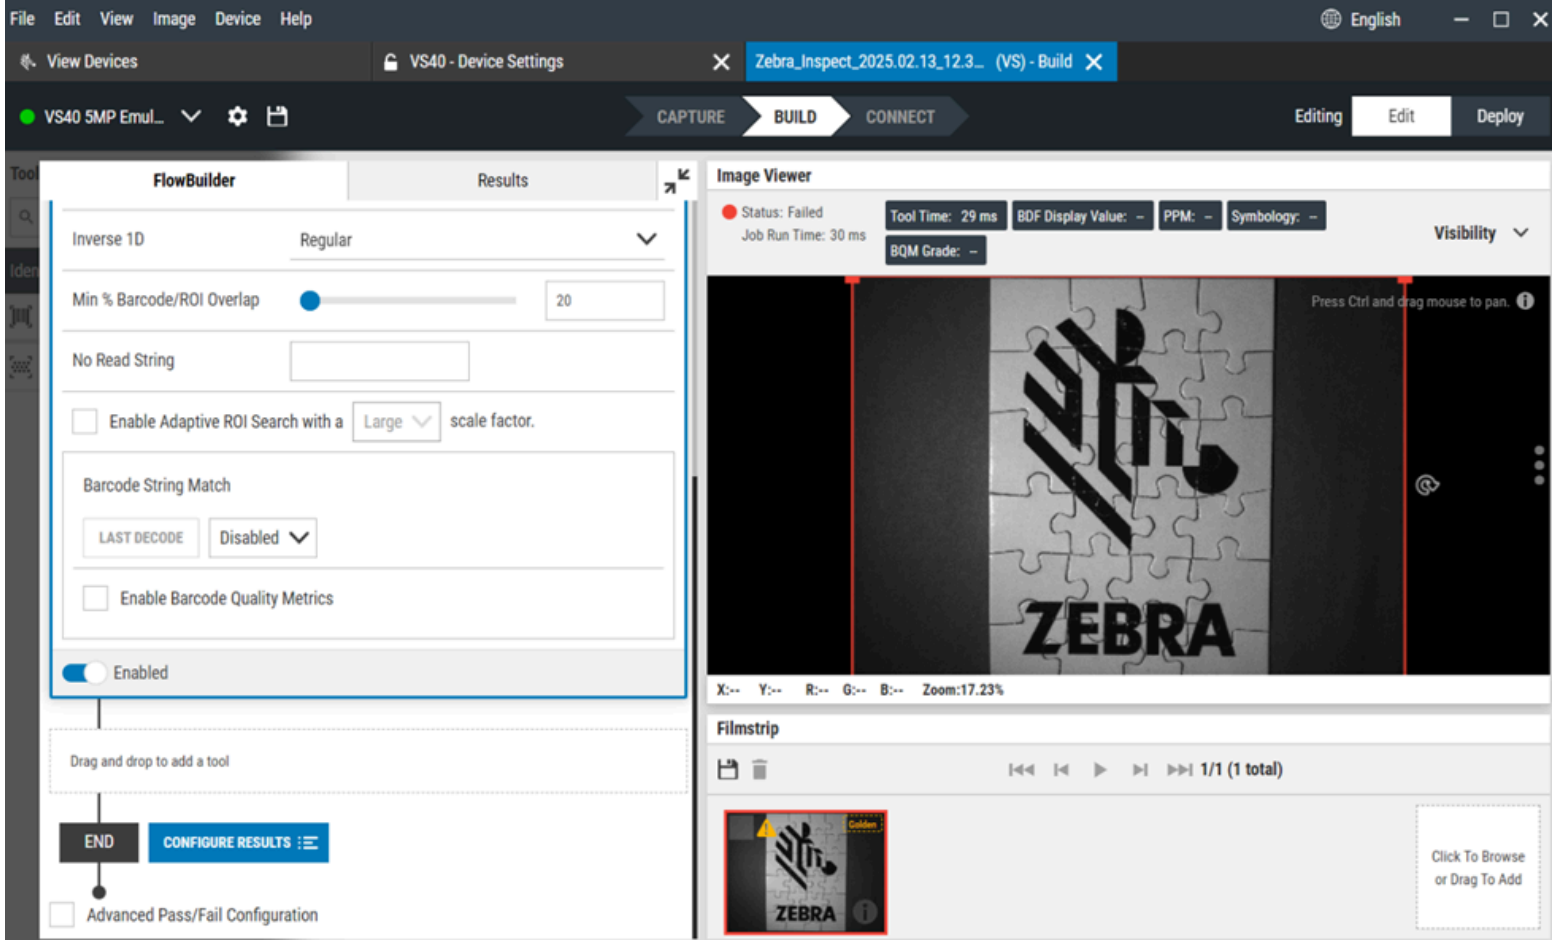 File Edit View Image Device Help
English
View Devices
VS40 - Device Settings
Zebra_Inspect_2025.02.13_12.3... (VS) - Build
VS40 5MP Emul...
CAPTURE BUILD CONNECT
Editing Edit Deploy
Tool
Iden
FlowBuilder Results
Inverse 1D Regular
Min % Barcode/ROI Overlap 20
No Read String
Enable Adaptive ROI Search with a Large scale factor.
Barcode String Match
LAST DECODE Disabled
Enable Barcode Quality Metrics
Enabled
Drag and drop to add a tool
END CONFIGURE RESULTS
Advanced Pass/Fail Configuration
Image Viewer
Status: Failed
Job Run Time: 30 ms
Tool Time: 29 ms BDF Display Value: – PPM: – Symbology: –
BQM Grade: –
Visibility
Press Ctrl and drag mouse to pan.
ZEBRA
X:-- Y:-- R:-- G:-- B:-- Zoom:17.23%
Filmstrip
1/1 (1 total)
Golden
ZEBRA
Click To Browse
or Drag To Add